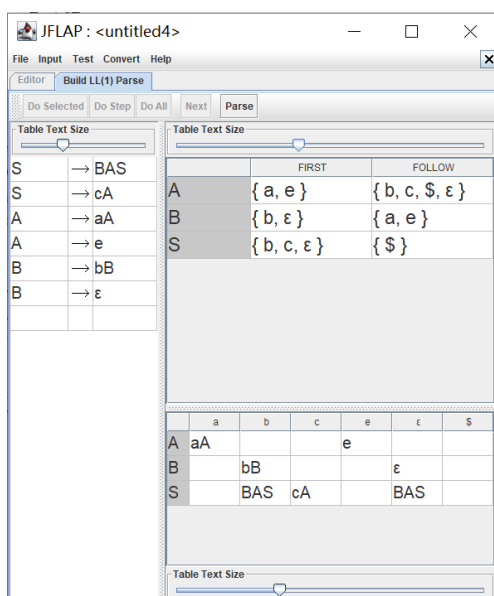 JFLAP : <untitled4>
File Input Test Convert Help
Editor Build LL(1) Parse
Do Selected Do Step Do All Next Parse
Table Text Size
S → BAS
S → cA
A → aA
A → e
B → bB
B → ε
Table Text Size
FIRST FOLLOW
A { a, e } { b, c, $, ε }
B { b, ε } { a, e }
S { b, c, ε } { $ }
a b c e ε $
A aA e
B bB ε
S BAS cA BAS
Table Text Size